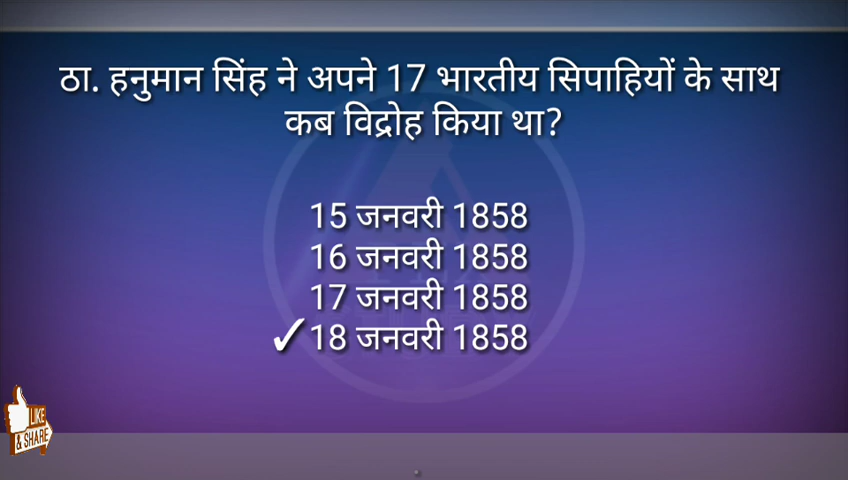 ठा. हनुमान सिंह ने अपने 17 भारतीय सिपाहियों के साथ
कब विद्रोह किया था?
15 जनवरी 1858
16 जनवरी 1858
17 जनवरी 1858
✓18 जनवरी 1858
LIKE
& SHARE